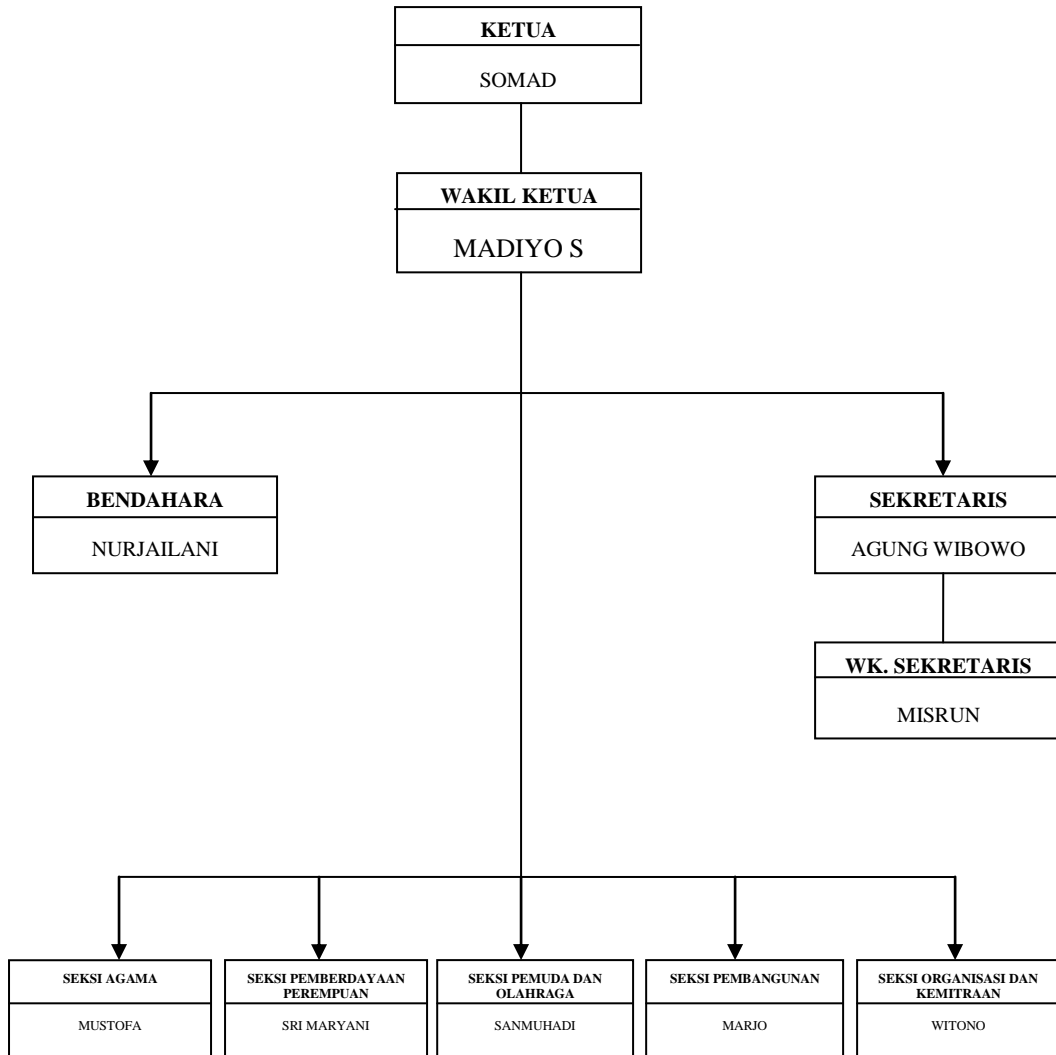 KETUA
SOMAD
WAKIL KETUA
MADIYO S
BENDAHARA
NURJAILANI
SEKRETARIS
AGUNG WIBOWO
WK. SEKRETARIS
MISRUN
SEKSI AGAMA
MUSTOFA
SEKSI PEMBERDAYAAN
PEREMPUAN
SRI MARYANI
SEKSI PEMUDA DAN
OLAHRAGA
SANMUHADI
SEKSI PEMBANGUNAN
MARJO
SEKSI ORGANISASI DAN
KEMITRAAN
WITONO